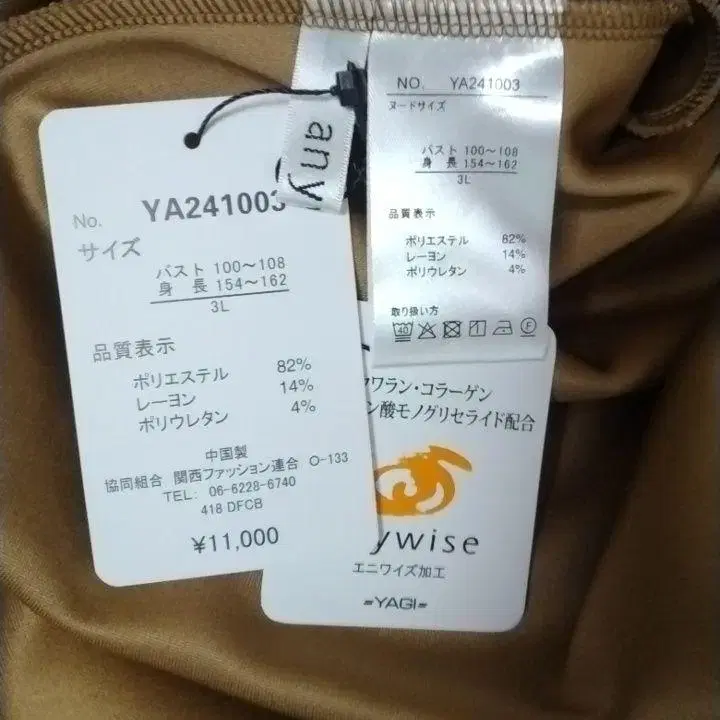 any
NO. YA241003
ヌードサイズ
バスト 100～108
身長 154～162
3L
品質表示
ポリエステル 82%
レーヨン 14%
ポリウレタン 4%
取り扱い方
40
F
No. YA241003
サイズ
バスト 100～108
身長 154～162
3L
品質表示
ポリエステル 82%
レーヨン 14%
ポリウレタン 4%
中国製
協同組合 関西ファッション連合 O-133
TEL: 06-6228-6740
418 DFCB
¥11,000
クワラン・コラーゲン
ン酸モノグリセライド配合
ywise
エニワイズ加工
=YAGI=